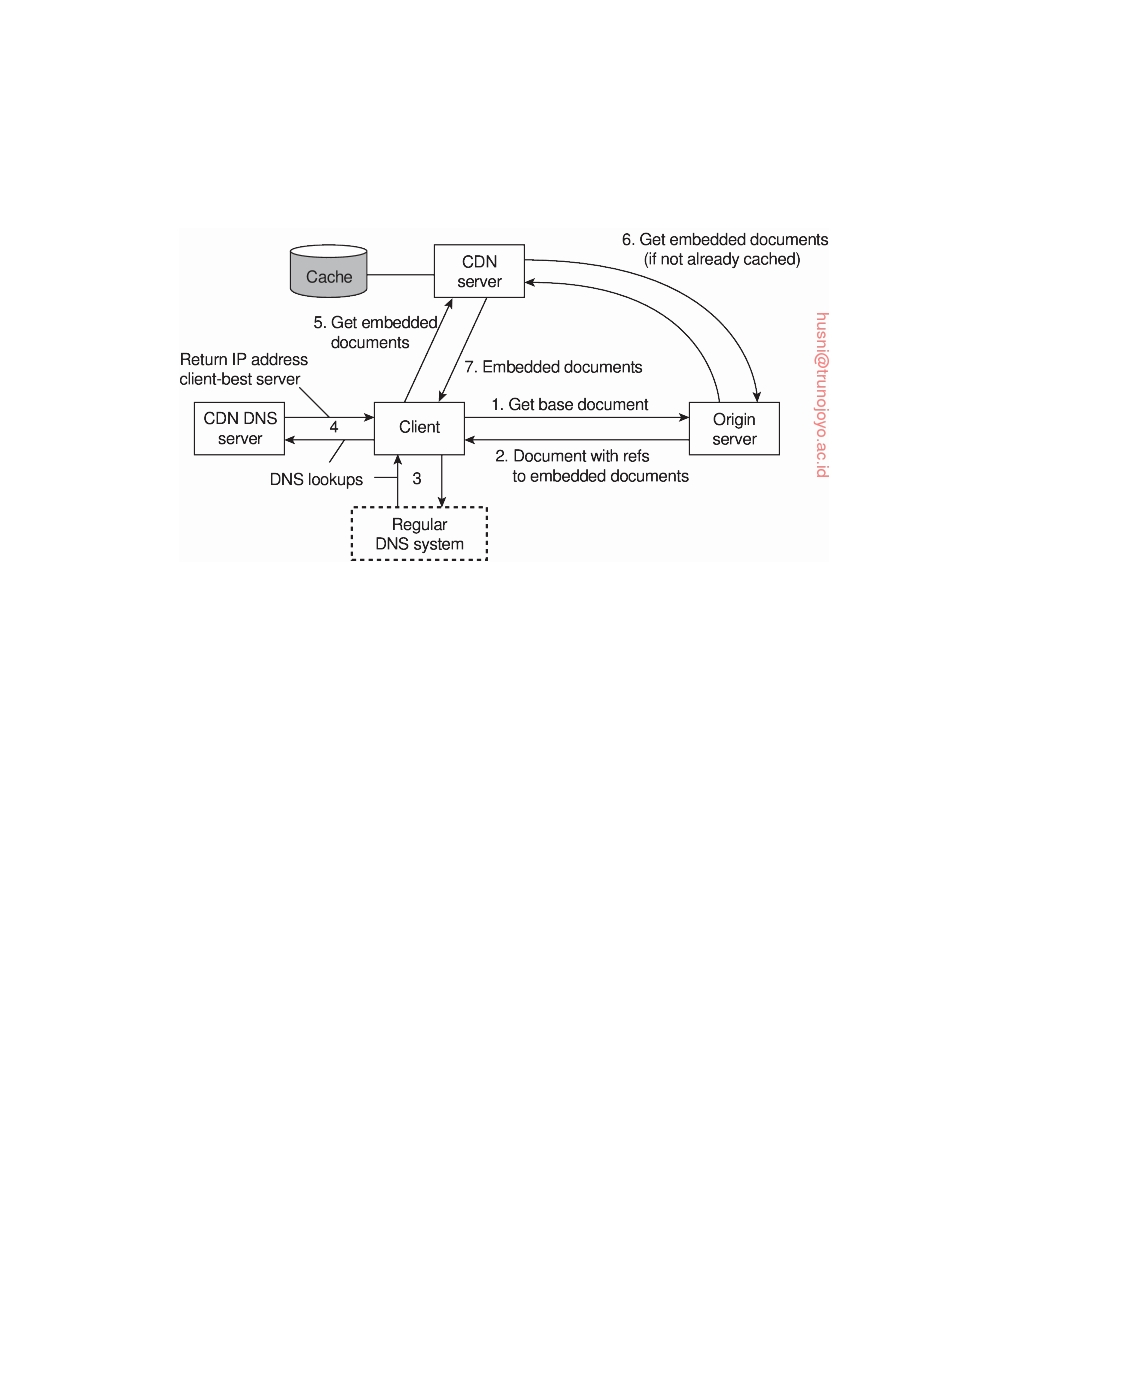 6. Get embedded documents
(if not already cached)
CDN
server
Cache
5. Get embedded
documents
Return IP address
client-best server
7. Embedded documents
1. Get base document
CDN DNS
server
4
Client
Origin
server
2. Document with refs
to embedded documents
DNS lookups
3
Regular
DNS system
husni@trunojoyo.ac.id